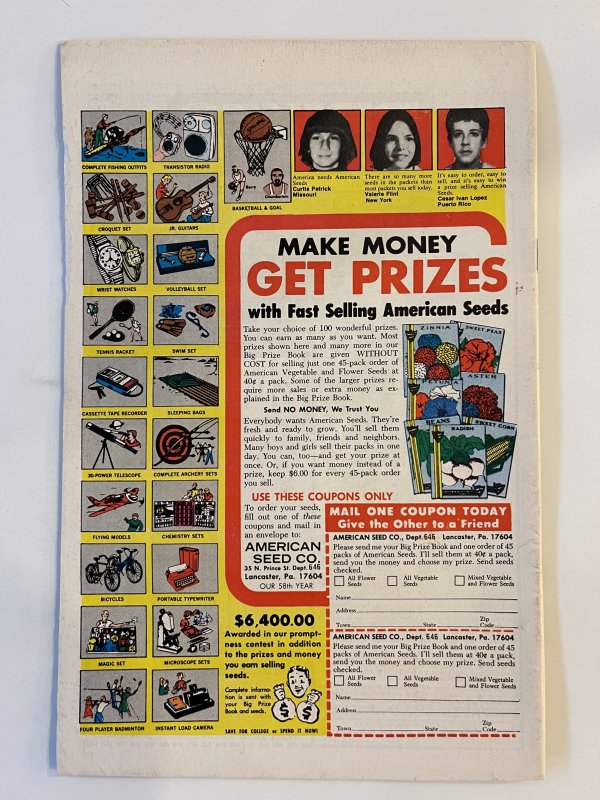 COMPLETE FISHING OUTFITS
TRANSISTOR RADIO
CROQUET SET
JR. GUITARS
WRIST WATCHES
VOLLEYBALL SET
TENNIS RACKET
SWIM SET
CASSETTE TAPE RECORDER
SLEEPING BAGS
30-POWER TELESCOPE
COMPLETE ARCHERY SETS
FLYING MODELS
CHEMISTRY SETS
BICYCLES
PORTABLE TYPEWRITER
MAGIC SET
MICROSCOPE SETS
FOUR PLAYER BADMINTON
INSTANT LOAD CAMERA
BASKETBALL & GOAL
America needs American
Seeds
Curtis Patrick
Missouri
There are so many more
seeds in the packets than
most packets you sell today.
Valerie Flint
New York
It's easy to order, easy to
sell, and it's easy to win
a prize selling American
Seeds.
Cesar Ivan Lopez
Puerto Rico
MAKE MONEY
GET PRIZES
with Fast Selling American Seeds
Take your choice of 100 wonderful prizes.
You can earn as many as you want. Most
prizes shown here and many more in our
Big Prize Book are given WITHOUT
COST for selling just one 45-pack order of
American Vegetable and Flower Seeds at
40¢ a pack. Some of the larger prizes re-
quire more sales or extra money as ex-
plained in the Big Prize Book.
Send NO MONEY, We Trust You
Everybody wants American Seeds. They're
fresh and ready to grow. You'll sell them
quickly to family, friends and neighbors.
Many boys and girls sell their packs in one
day. You can, too—and get your prize at
once. Or, if you want money instead of a
prize, keep $6.00 for every 45-pack order
you sell.
ZINNIA
SWEET PEAS
PETUNIA
ASTER
BEANS
RADISH
SWEET CORN
USE THESE COUPONS ONLY
To order your seeds,
fill out one of these
coupons and mail in
an envelope to:
AMERICAN
SEED CO.
35 N. Prince St. Dept. 646
Lancaster, Pa. 17604
OUR 58th YEAR
$6,400.00
Awarded in our prompt-
ness contest in addition
to the prizes and money
you earn selling
seeds.
Complete informa-
tion is sent with
your Big Prize
Book and seeds.
SAVE FOR COLLEGE or SPEND IT NOW!
MAIL ONE COUPON TODAY
Give the Other to a Friend
AMERICAN SEED CO., Dept. 646 Lancaster, Pa. 17604
Please send me your Big Prize Book and one order of 45
packs of American Seeds. I'll sell them at 40¢ a pack,
send you the money and choose my prize. Send seeds
checked.
All Flower
Seeds
All Vegetable
Seeds
Mixed Vegetable
and Flower Seeds
Name
Address
Town State Zip Code
AMERICAN SEED CO., Dept. 646 Lancaster, Pa. 17604
Please send me your Big Prize Book and one order of 45
packs of American Seeds. I'll sell them at 40¢ a pack,
send you the money and choose my prize. Send seeds
checked.
All Flower
Seeds
All Vegetable
Seeds
Mixed Vegetable
and Flower Seeds
Name
Address
Town State Zip Code